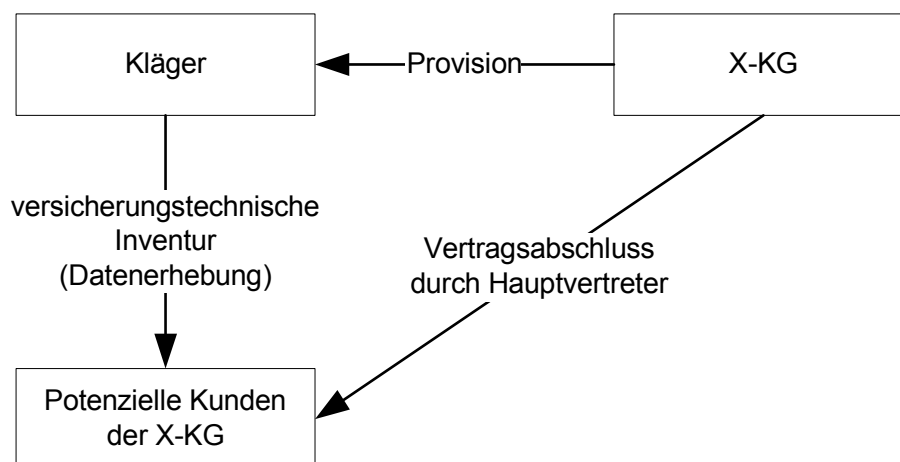 Kläger
Provision
X-KG
versicherungstechnische
Inventur
(Datenerhebung)
Vertragsabschluss
durch Hauptvertreter
Potenzielle Kunden
der X-KG